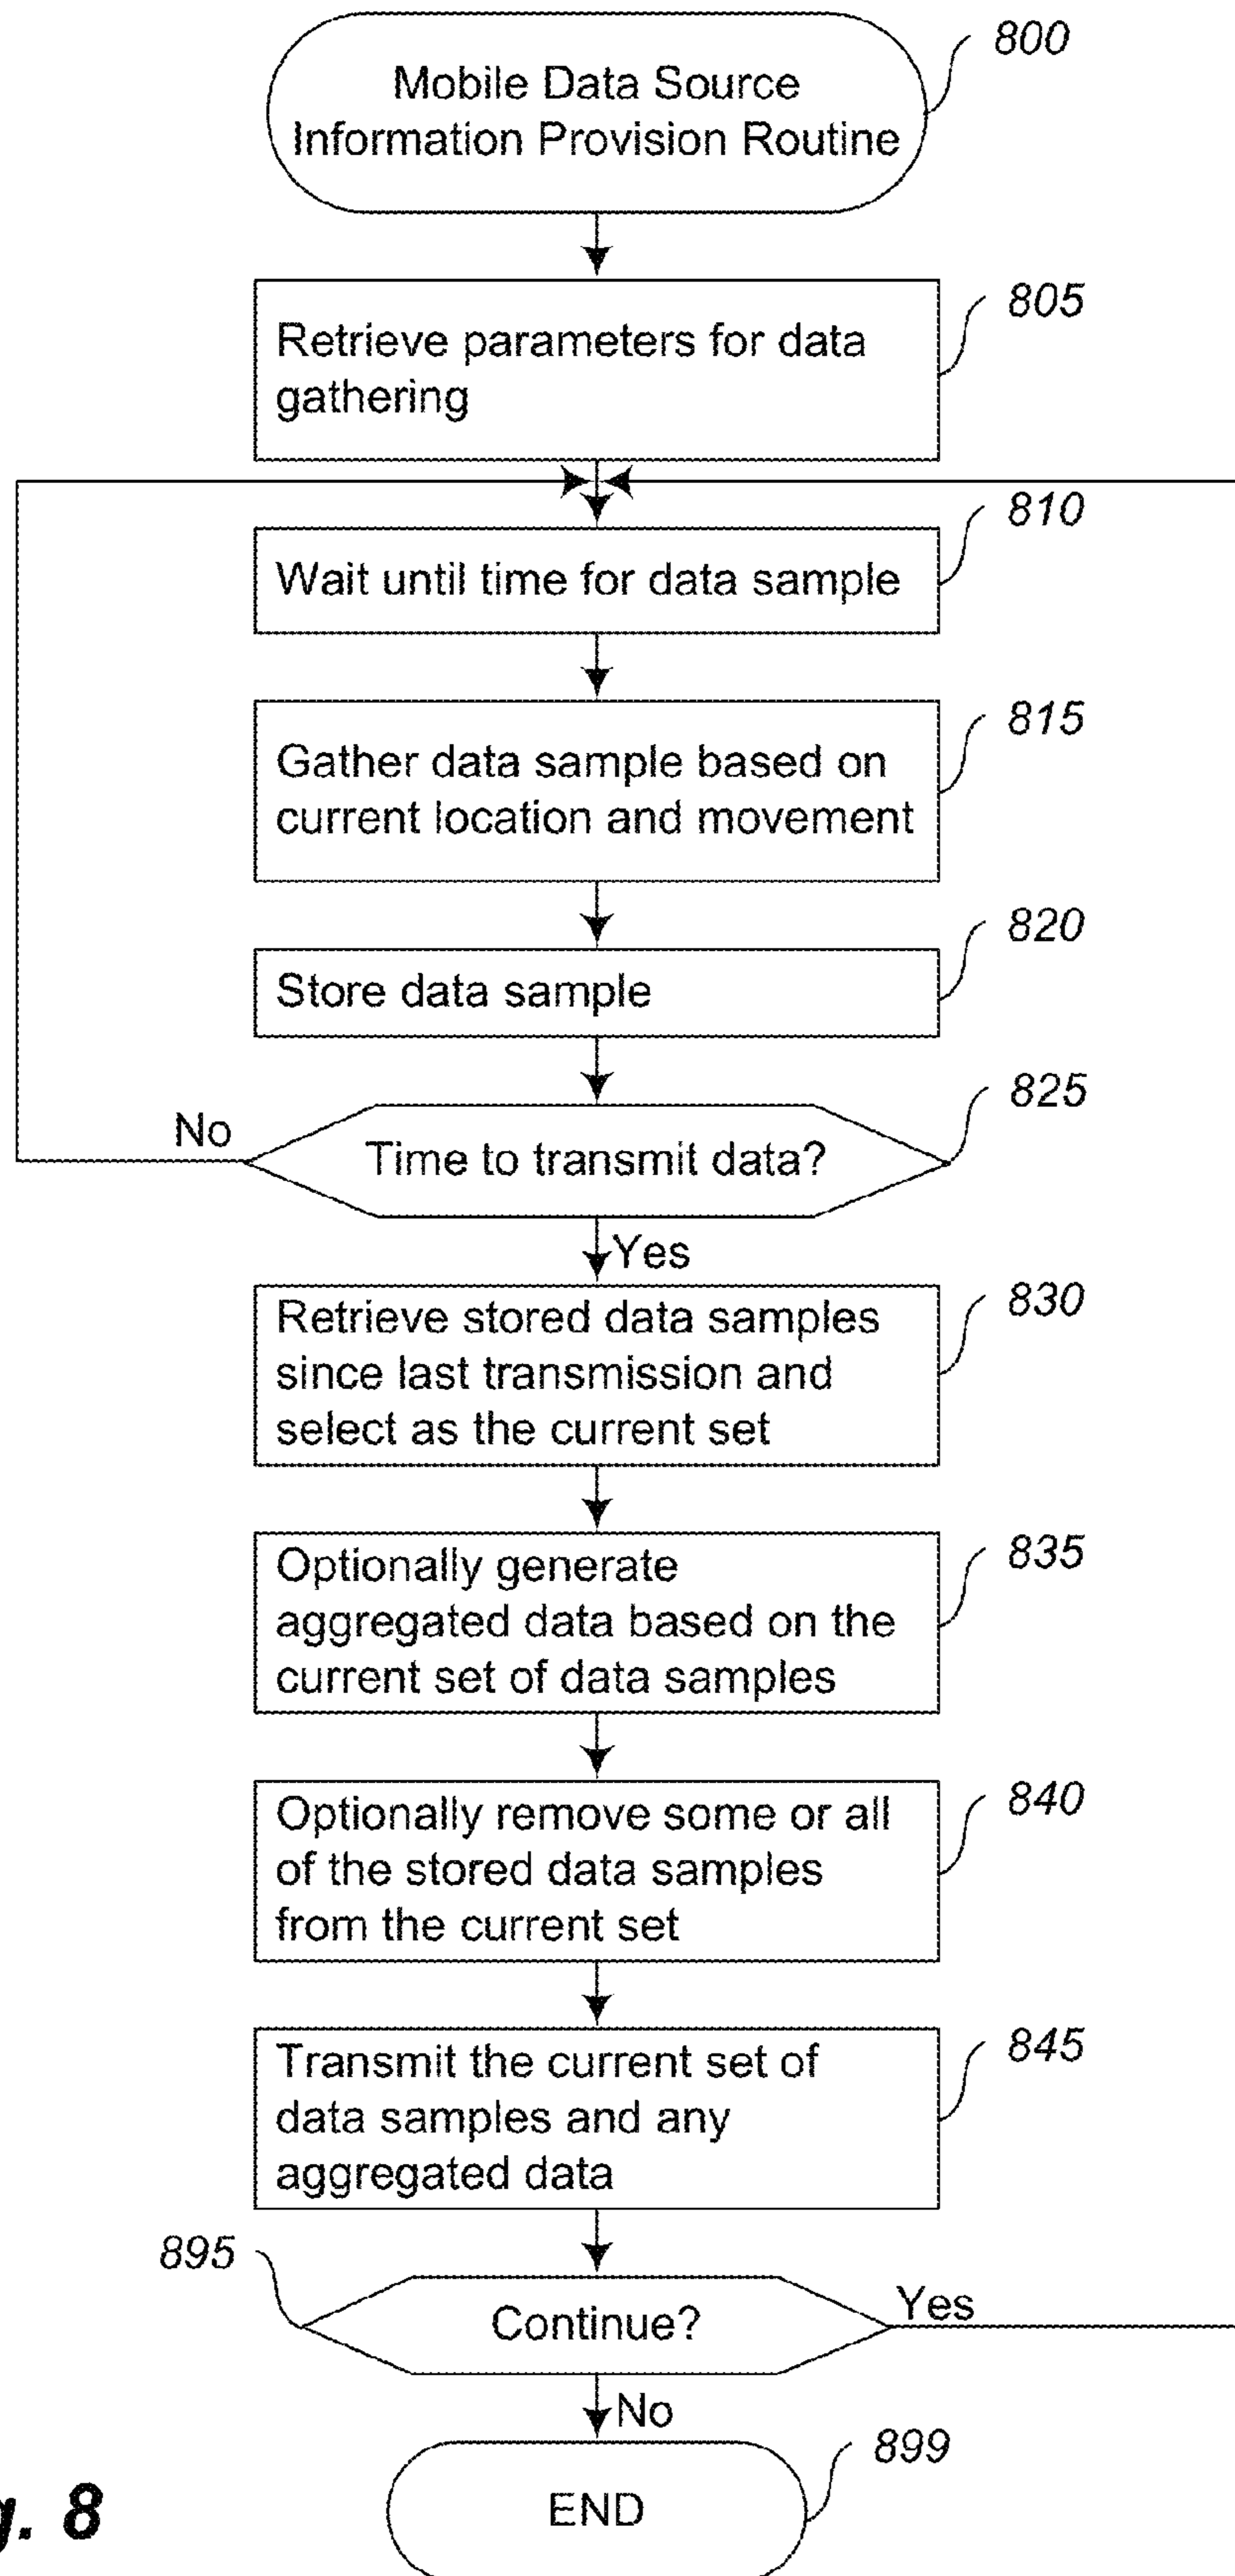 800
Mobile Data Source
Information Provision Routine
805
Retrieve parameters for data
gathering
810
Wait until time for data sample
815
Gather data sample based on
current location and movement
820
Store data sample
825
No
Time to transmit data?
Yes
830
Retrieve stored data samples
since last transmission and
select as the current set
835
Optionally generate
aggregated data based on the
current set of data samples
840
Optionally remove some or all
of the stored data samples
from the current set
845
Transmit the current set of
data samples and any
aggregated data
895
Continue?
Yes
No
899
END
g. 8